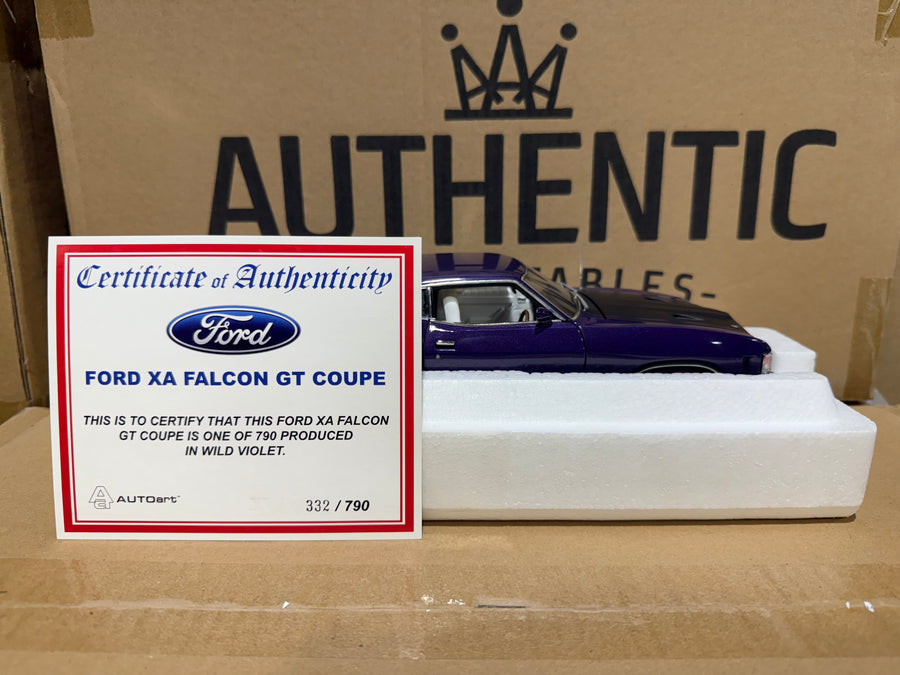 AUTHENTIC
Certificate of Authenticity
Ford
FORD XA FALCON GT COUPE
THIS IS TO CERTIFY THAT THIS FORD XA FALCON
GT COUPE IS ONE OF 790 PRODUCED
IN WILD VIOLET.
AUTOart
332 / 790